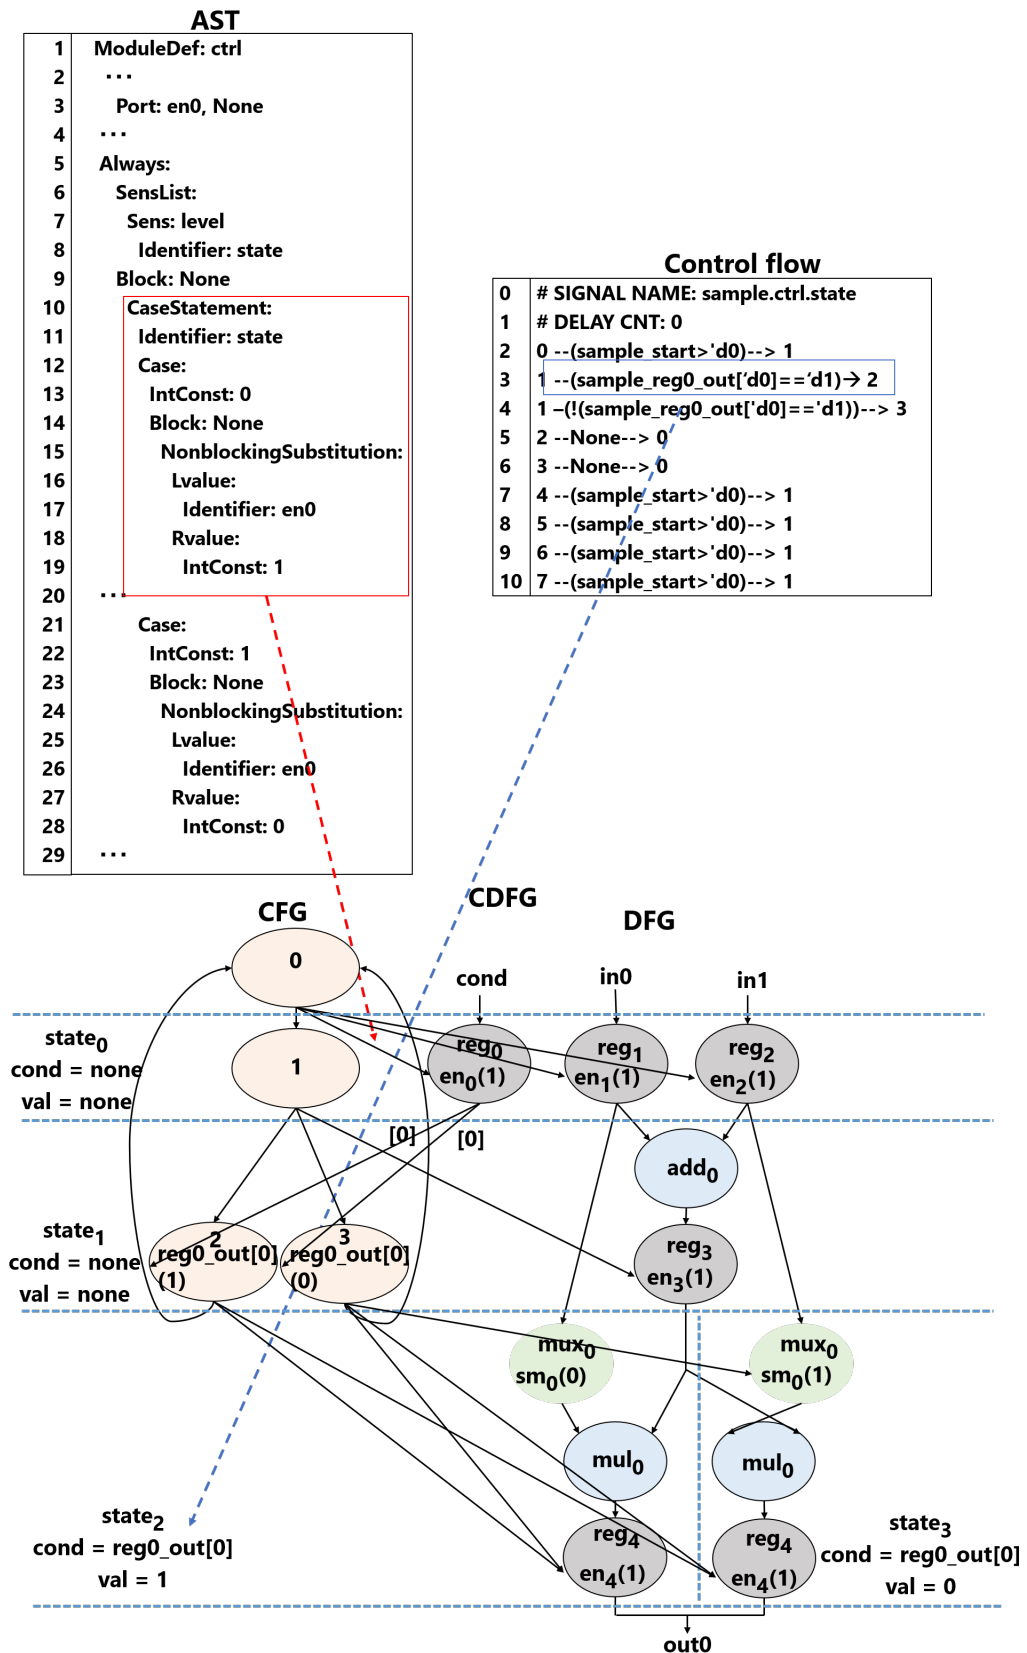 AST
1 ModuleDef: ctrl
2 ...
3 Port: en0, None
4 ...
5 Always:
6 SensList:
7 Sens: level
8 Identifier: state
9 Block: None
10 CaseStatement:
11 Identifier: state
12 Case:
13 IntConst: 0
14 Block: None
15 NonblockingSubstitution:
16 Lvalue:
17 Identifier: en0
18 Rvalue:
19 IntConst: 1
20 ...
21 Case:
22 IntConst: 1
23 Block: None
24 NonblockingSubstitution:
25 Lvalue:
26 Identifier: en0
27 Rvalue:
28 IntConst: 0
29 ...
Control flow
0 # SIGNAL NAME: sample.ctrl.state
1 # DELAY CNT: 0
2 0 --(sample_start>'d0)--> 1
3 1 --(sample_reg0_out[‘d0]==‘d1)→ 2
4 1 –(!(sample_reg0_out['d0]=='d1))--> 3
5 2 --None--> 0
6 3 --None--> 0
7 4 --(sample_start>'d0)--> 1
8 5 --(sample_start>'d0)--> 1
9 6 --(sample_start>'d0)--> 1
10 7 --(sample_start>'d0)--> 1
CDFG
CFG
DFG
0
cond
in0
in1
state0
cond = none
val = none
1
reg0
en0(1)
reg1
en1(1)
reg2
en2(1)
[0]
[0]
add0
state1
cond = none
val = none
2
reg0_out[0]
(1)
3
reg0_out[0]
(0)
reg3
en3(1)
mux0
sm0(0)
mux0
sm0(1)
mul0
mul0
state2
cond = reg0_out[0]
val = 1
reg4
en4(1)
reg4
en4(1)
state3
cond = reg0_out[0]
val = 0
out0